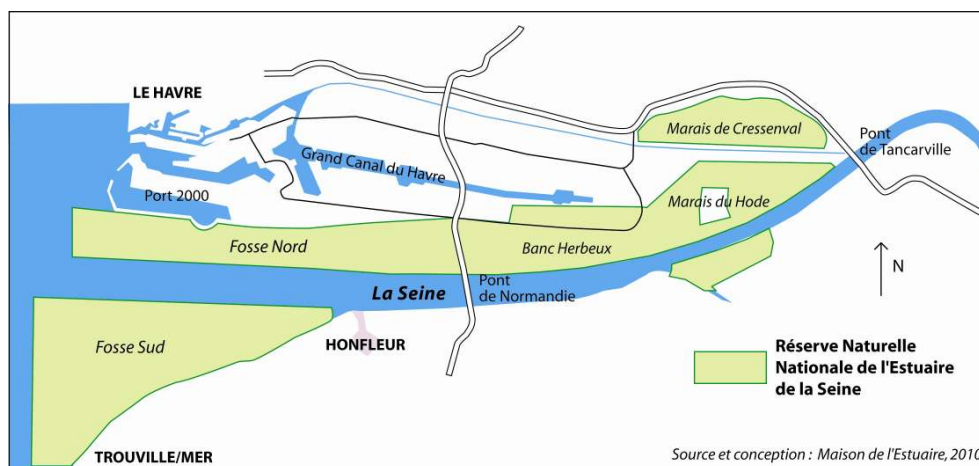 LE HAVRE
Marais de Cressenval
Pont
de Tancarville
Grand Canal du Havre
Port 2000
Marais du Hode
Fosse Nord
Banc Herbeux
N
La Seine
Pont
de Normandie
Fosse Sud
HONFLEUR
Réserve Naturelle
Nationale de l'Estuaire
de la Seine
TROUVILLE/MER
Source et conception : Maison de l'Estuaire, 2010